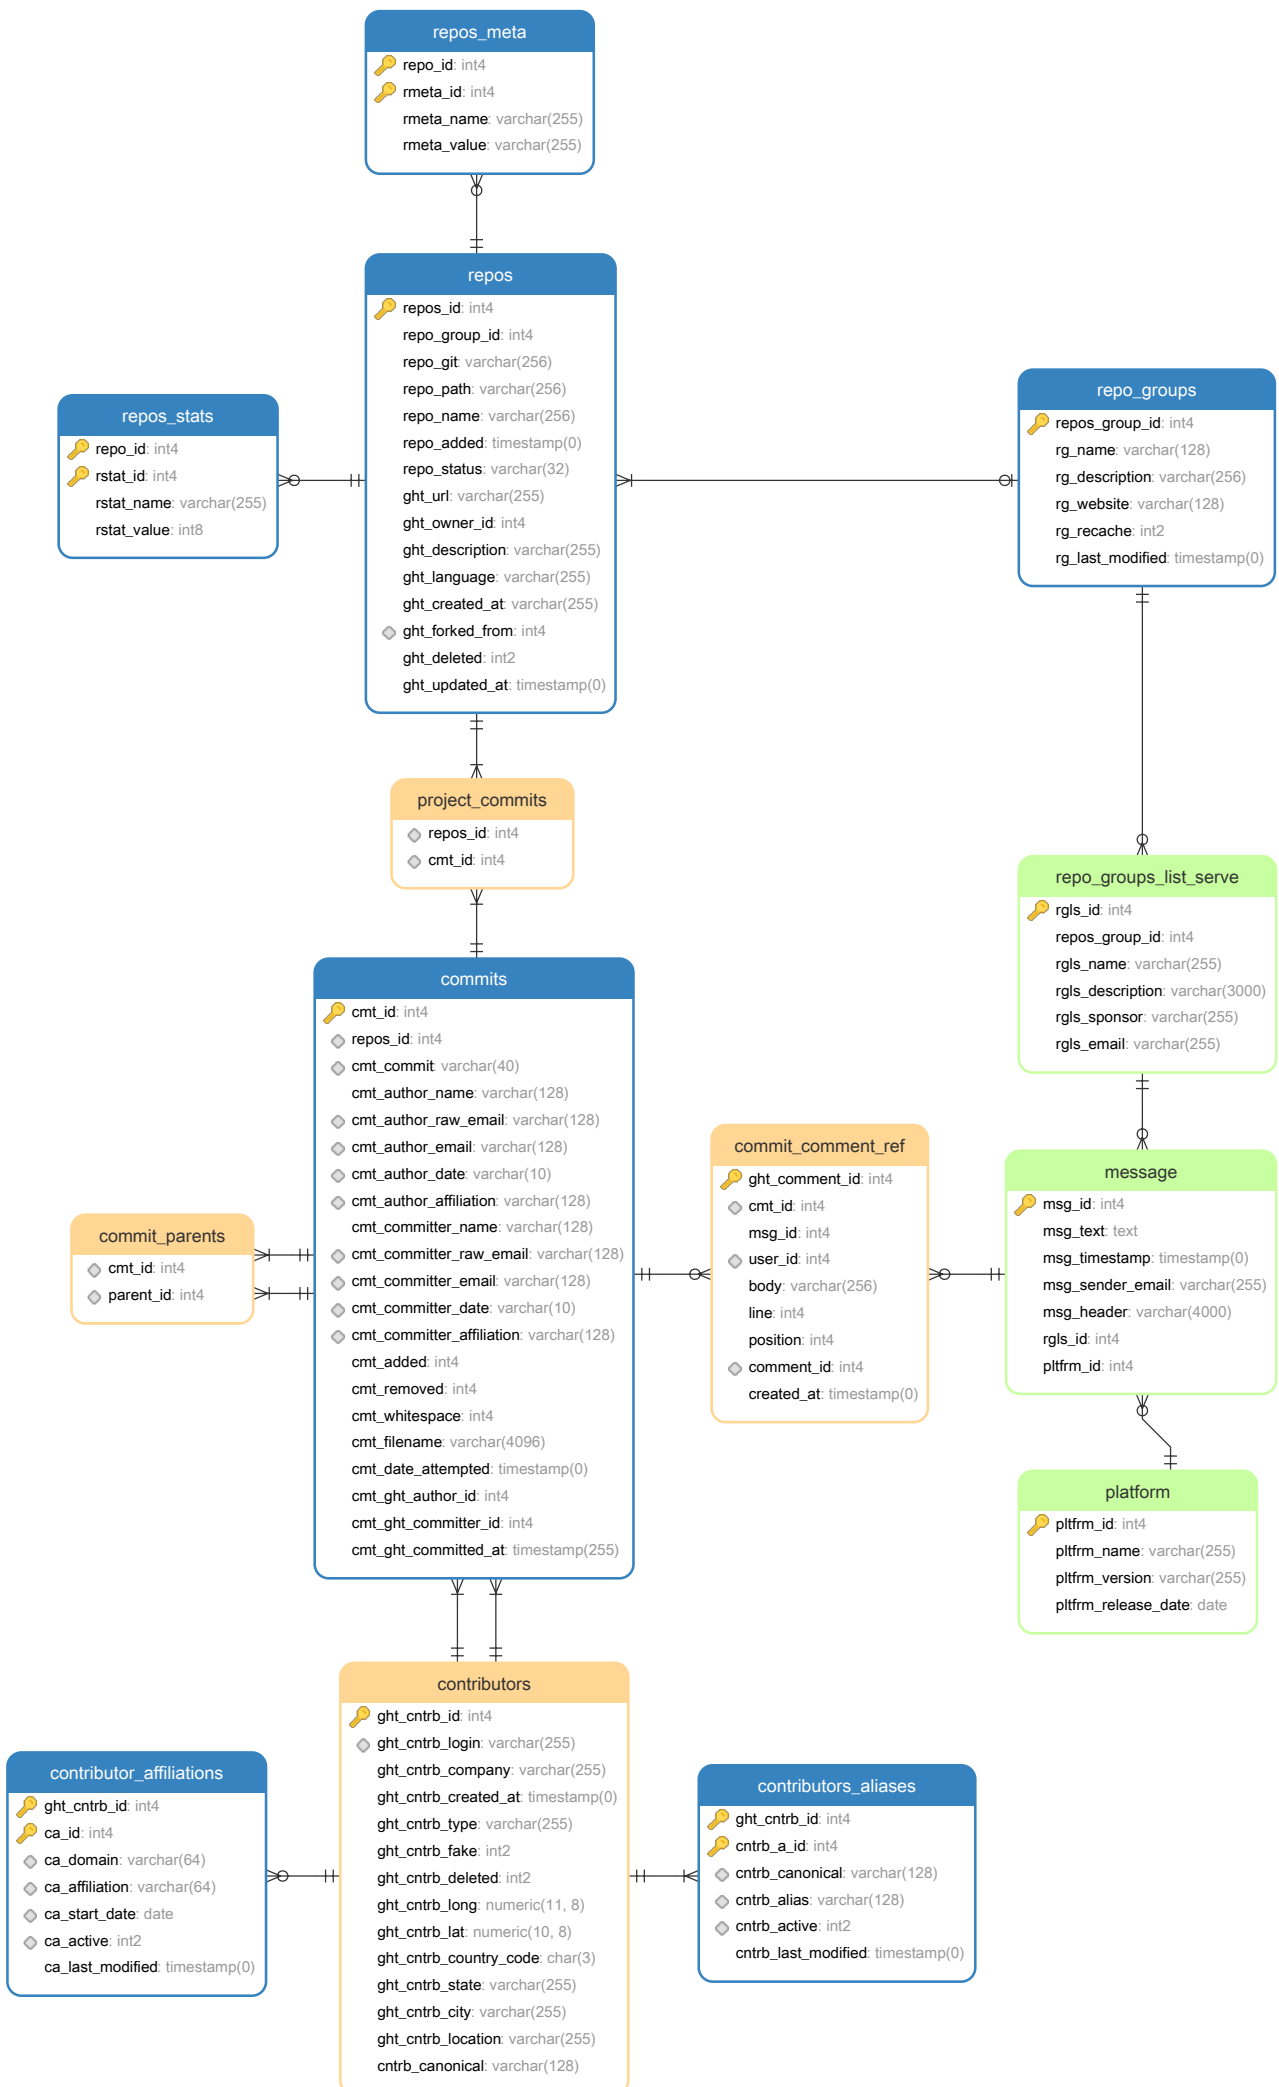 repos_meta
repo_id: int4
rmeta_id: int4
rmeta_name: varchar(255)
rmeta_value: varchar(255)
repos
repos_id: int4
repo_group_id: int4
repo_git: varchar(256)
repo_path: varchar(256)
repo_name: varchar(256)
repo_added: timestamp(0)
repo_status: varchar(32)
ght_url: varchar(255)
ght_owner_id: int4
ght_description: varchar(255)
ght_language: varchar(255)
ght_created_at: varchar(255)
ght_forked_from: int4
ght_deleted: int2
ght_updated_at: timestamp(0)
repos_stats
repo_id: int4
rstat_id: int4
rstat_name: varchar(255)
rstat_value: int8
repo_groups
repos_group_id: int4
rg_name: varchar(128)
rg_description: varchar(256)
rg_website: varchar(128)
rg_recache: int2
rg_last_modified: timestamp(0)
project_commits
repos_id: int4
cmt_id: int4
repo_groups_list_serve
rgls_id: int4
repos_group_id: int4
rgls_name: varchar(255)
rgls_description: varchar(3000)
rgls_sponsor: varchar(255)
rgls_email: varchar(255)
commits
cmt_id: int4
repos_id: int4
cmt_commit: varchar(40)
cmt_author_name: varchar(128)
cmt_author_raw_email: varchar(128)
cmt_author_email: varchar(128)
cmt_author_date: varchar(10)
cmt_author_affiliation: varchar(128)
cmt_committer_name: varchar(128)
cmt_committer_raw_email: varchar(128)
cmt_committer_email: varchar(128)
cmt_committer_date: varchar(10)
cmt_committer_affiliation: varchar(128)
cmt_added: int4
cmt_removed: int4
cmt_whitespace: int4
cmt_filename: varchar(4096)
cmt_date_attempted: timestamp(0)
cmt_ght_author_id: int4
cmt_ght_committer_id: int4
cmt_ght_committed_at: timestamp(255)
commit_comment_ref
ght_comment_id: int4
cmt_id: int4
msg_id: int4
user_id: int4
body: varchar(256)
line: int4
position: int4
comment_id: int4
created_at: timestamp(0)
message
msg_id: int4
msg_text: text
msg_timestamp: timestamp(0)
msg_sender_email: varchar(255)
msg_header: varchar(4000)
rgls_id: int4
pltfrm_id: int4
commit_parents
cmt_id: int4
parent_id: int4
platform
pltfrm_id: int4
pltfrm_name: varchar(255)
pltfrm_version: varchar(255)
pltfrm_release_date: date
contributors
ght_cntrb_id: int4
ght_cntrb_login: varchar(255)
ght_cntrb_company: varchar(255)
ght_cntrb_created_at: timestamp(0)
ght_cntrb_type: varchar(255)
ght_cntrb_fake: int2
ght_cntrb_deleted: int2
ght_cntrb_long: numeric(11, 8)
ght_cntrb_lat: numeric(10, 8)
ght_cntrb_country_code: char(3)
ght_cntrb_state: varchar(255)
ght_cntrb_city: varchar(255)
ght_cntrb_location: varchar(255)
cntrb_canonical: varchar(128)
contributor_affiliations
ght_cntrb_id: int4
ca_id: int4
ca_domain: varchar(64)
ca_affiliation: varchar(64)
ca_start_date: date
ca_active: int2
ca_last_modified: timestamp(0)
contributors_aliases
ght_cntrb_id: int4
cntrb_a_id: int4
cntrb_canonical: varchar(128)
cntrb_alias: varchar(128)
cntrb_active: int2
cntrb_last_modified: timestamp(0)